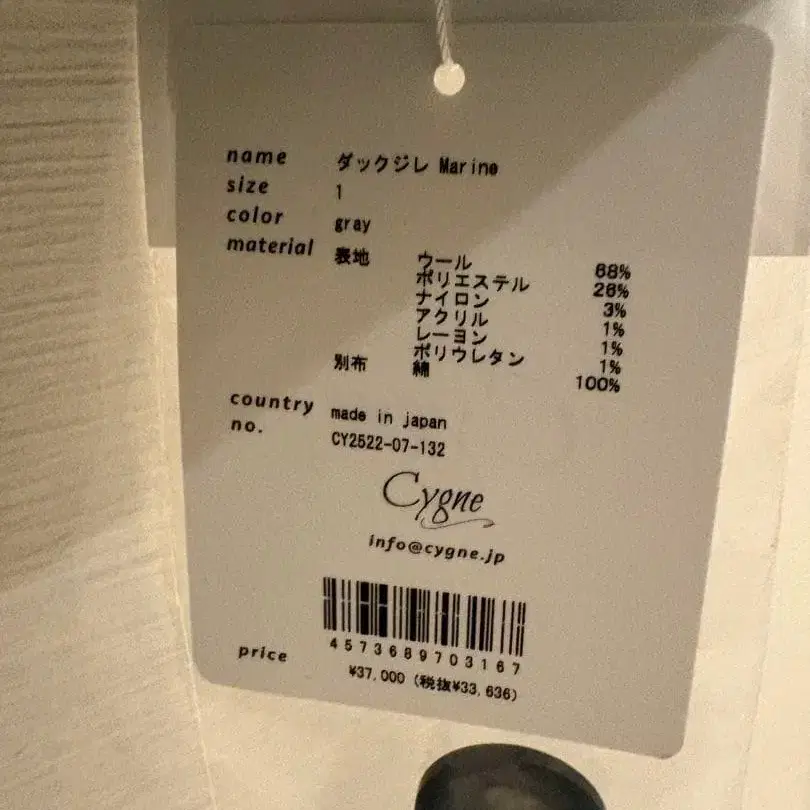 name ダックジレ Marine
size 1
color gray
material 表地 ウール 68%
ポリエステル 26%
ナイロン 3%
アクリル 1%
レーヨン 1%
ポリウレタン 1%
別布 綿 100%
country made in japan
no. CY2522-07-132
Cygne
info@cygne.jp
4573689703167
price ¥37,000 (税抜¥33,636)